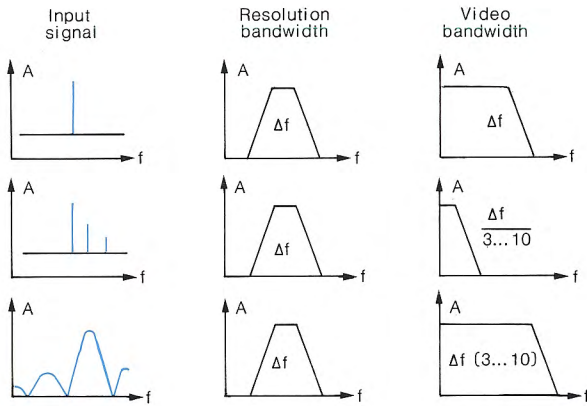 Input signal
Resolution bandwidth
Video bandwidth
A
f
A
Δf
f
A
Δf
f
A
f
A
Δf
f
A
Δf
3...10
f
A
f
A
Δf
f
A
Δf (3...10)
f